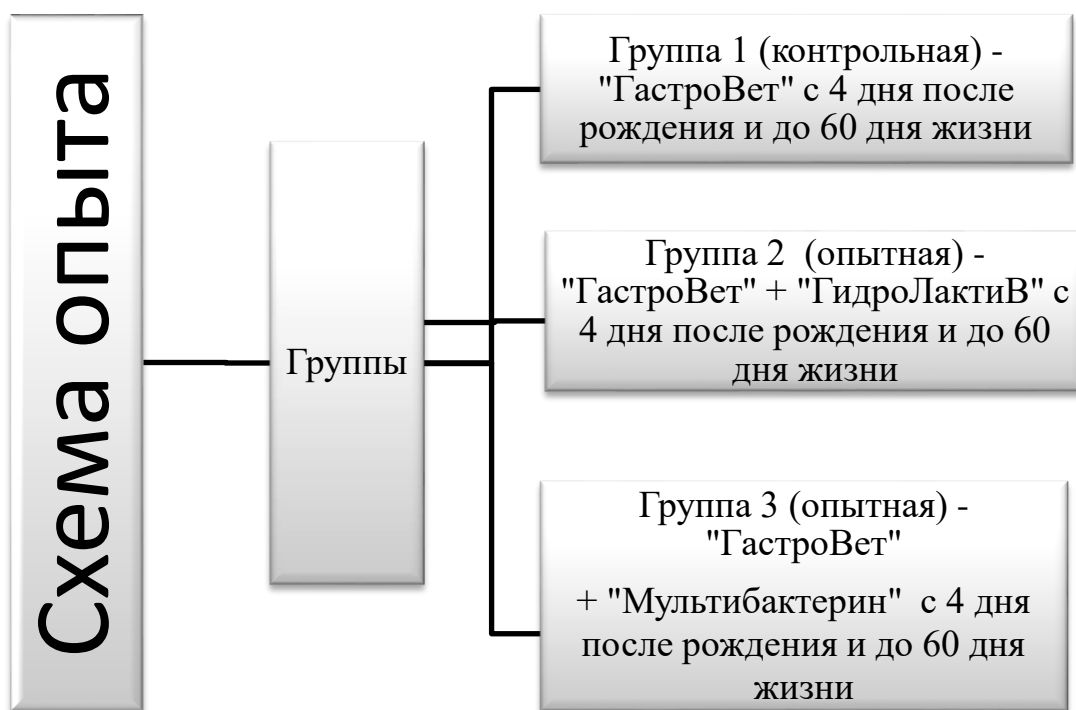 Схема опыта
Группы
Группа 1 (контрольная) -
"ГастроВет" с 4 дня после
рождения и до 60 дня жизни
Группа 2 (опытная) -
"ГастроВет" + "ГидроЛактиВ" с
4 дня после рождения и до 60
дня жизни
Группа 3 (опытная) -
"ГастроВет"
+ "Мультибактерин" с 4 дня
после рождения и до 60 дня
жизни